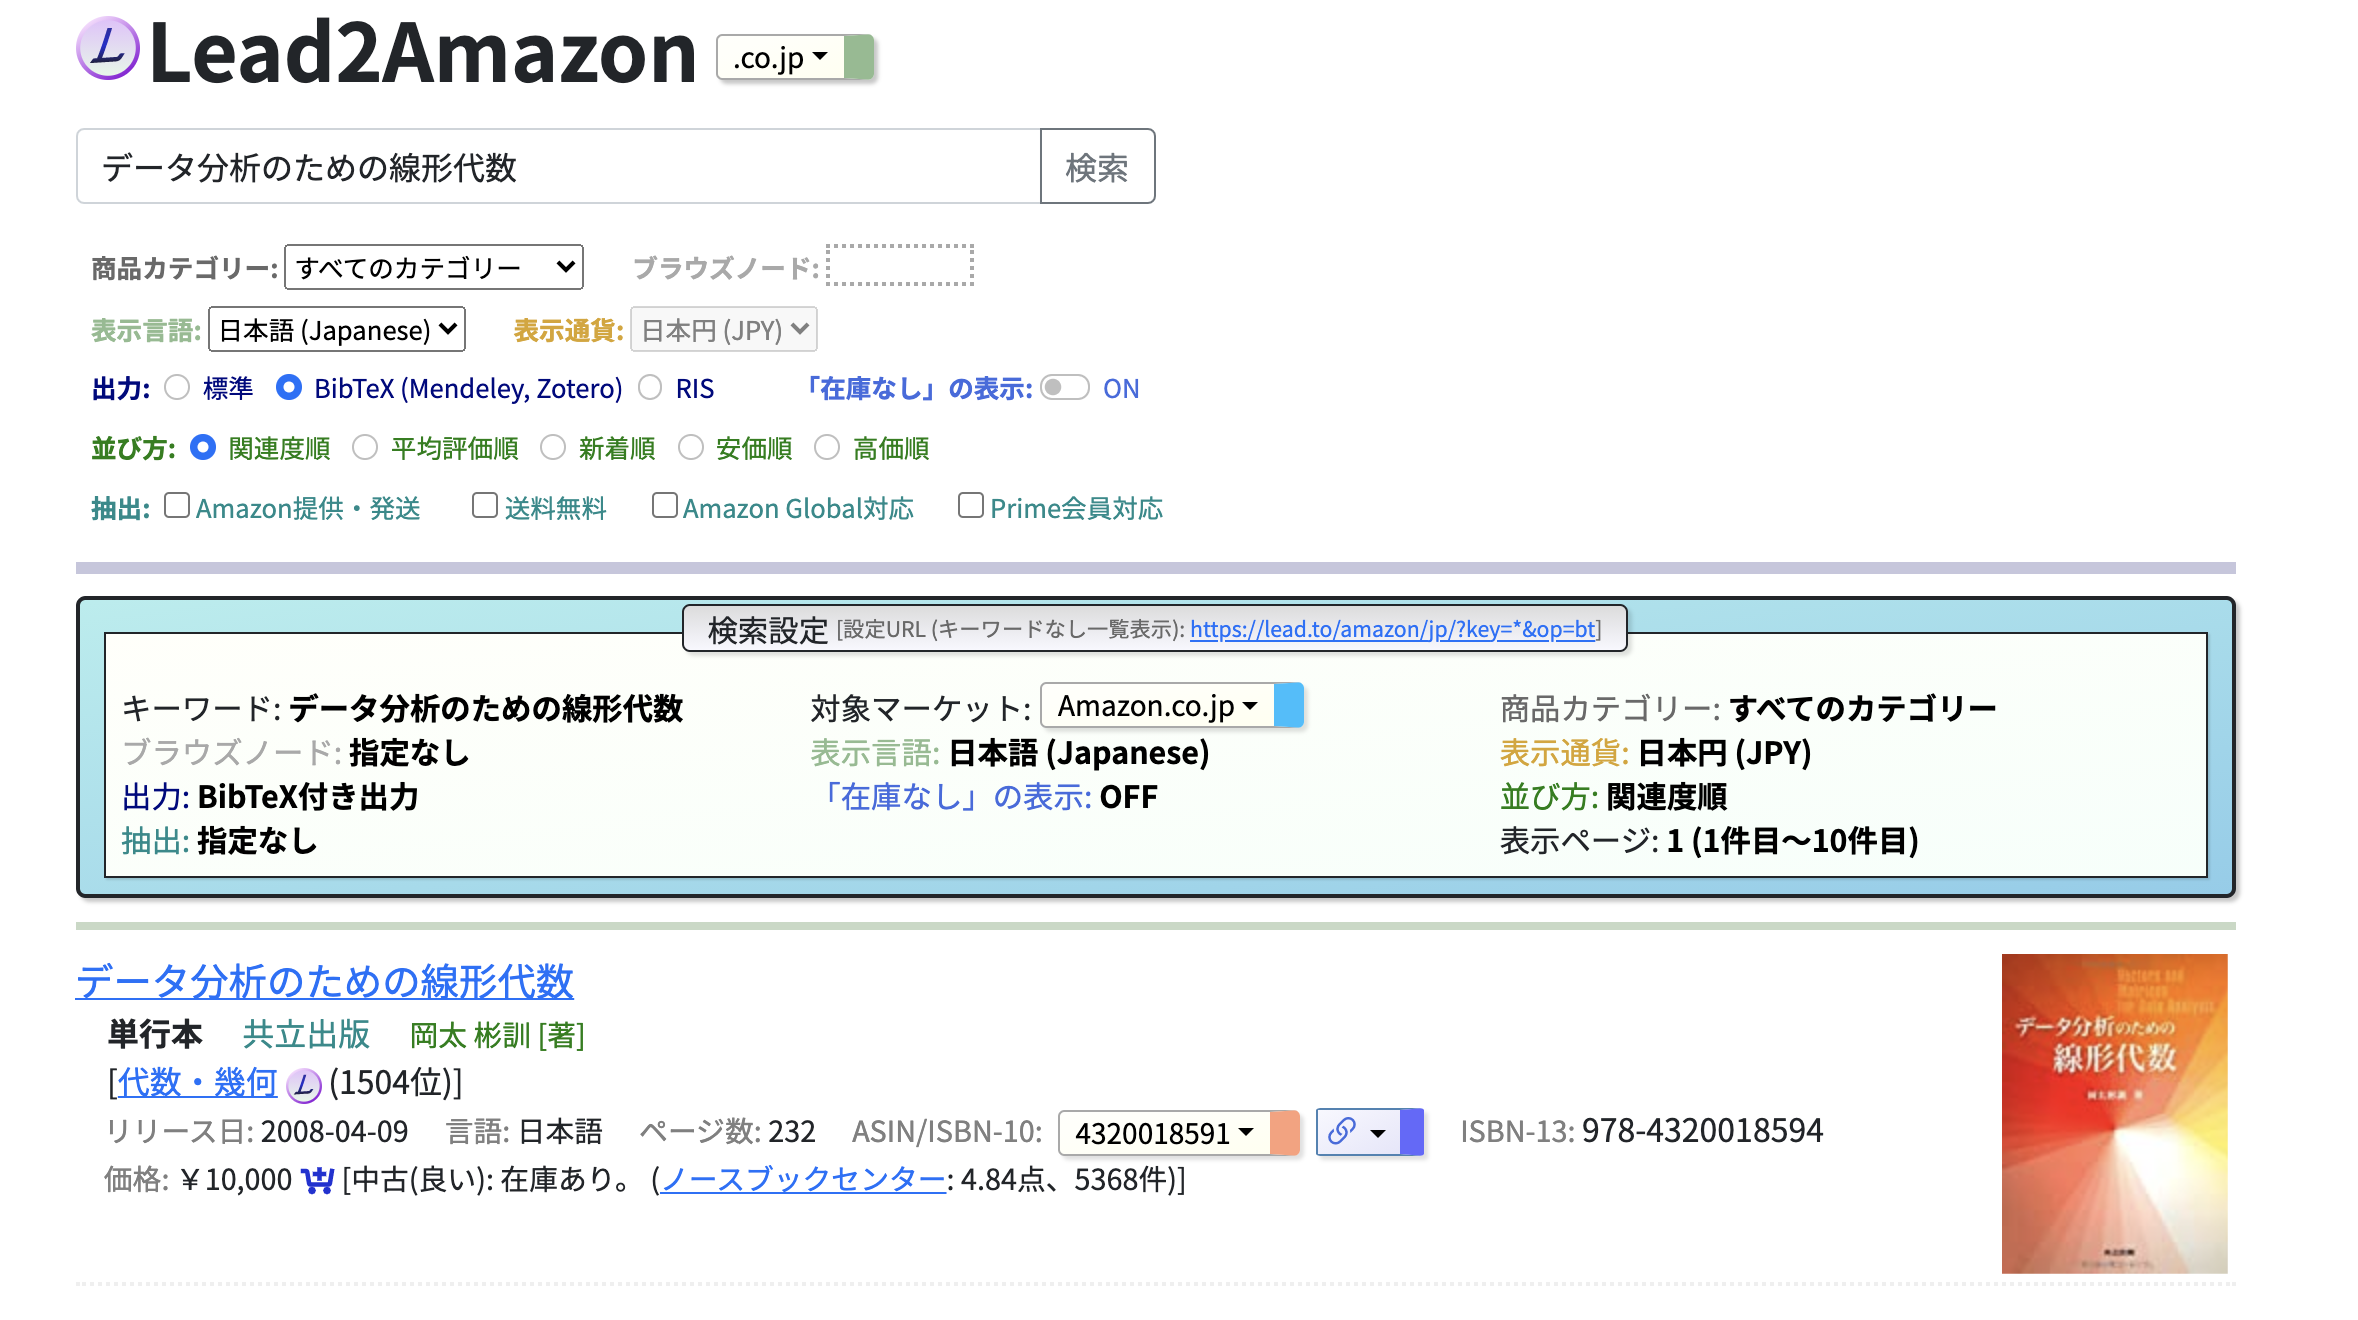 Lead2Amazon .co.jp
データ分析のための線形代数 検索
商品カテゴリー: すべてのカテゴリー ブラウズノード:
表示言語: 日本語 (Japanese) 表示通貨: 日本円 (JPY)
出力: 標準 BibTeX (Mendeley, Zotero) RIS 「在庫なし」の表示: ON
並び方: 関連度順 平均評価順 新着順 安価順 高価順
抽出: Amazon提供・発送 送料無料 Amazon Global対応 Prime会員対応
検索設定 [設定URL (キーワードなし一覧表示): https://lead.to/amazon/jp/?key=*&op=bt]
キーワード: データ分析のための線形代数 対象マーケット: Amazon.co.jp 商品カテゴリー: すべてのカテゴリー
ブラウズノード: 指定なし 表示言語: 日本語 (Japanese) 表示通貨: 日本円 (JPY)
出力: BibTeX付き出力 「在庫なし」の表示: OFF 並び方: 関連度順
抽出: 指定なし 表示ページ: 1 (1件目〜10件目)
データ分析のための線形代数
単行本 共立出版 岡太 彬訓 [著]
[代数・幾何 L (1504位)]
リリース日: 2008-04-09 言語: 日本語 ページ数: 232 ASIN/ISBN-10: 4320018591 ISBN-13: 978-4320018594
価格: ￥10,000 [中古(良い): 在庫あり。 (ノースブックセンター: 4.84点、5368件)]
Vectors and
Matrices
for Data Analysis
データ分析のための
線形代数